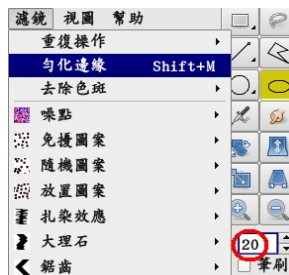 濾鏡 視圖 幫助
重復操作
勻化邊緣 Shift+M
去除色斑
噪點
免擾圖案
隨機圖案
放置圖案
扎染效應
大理石
20
鋸齒
筆刷